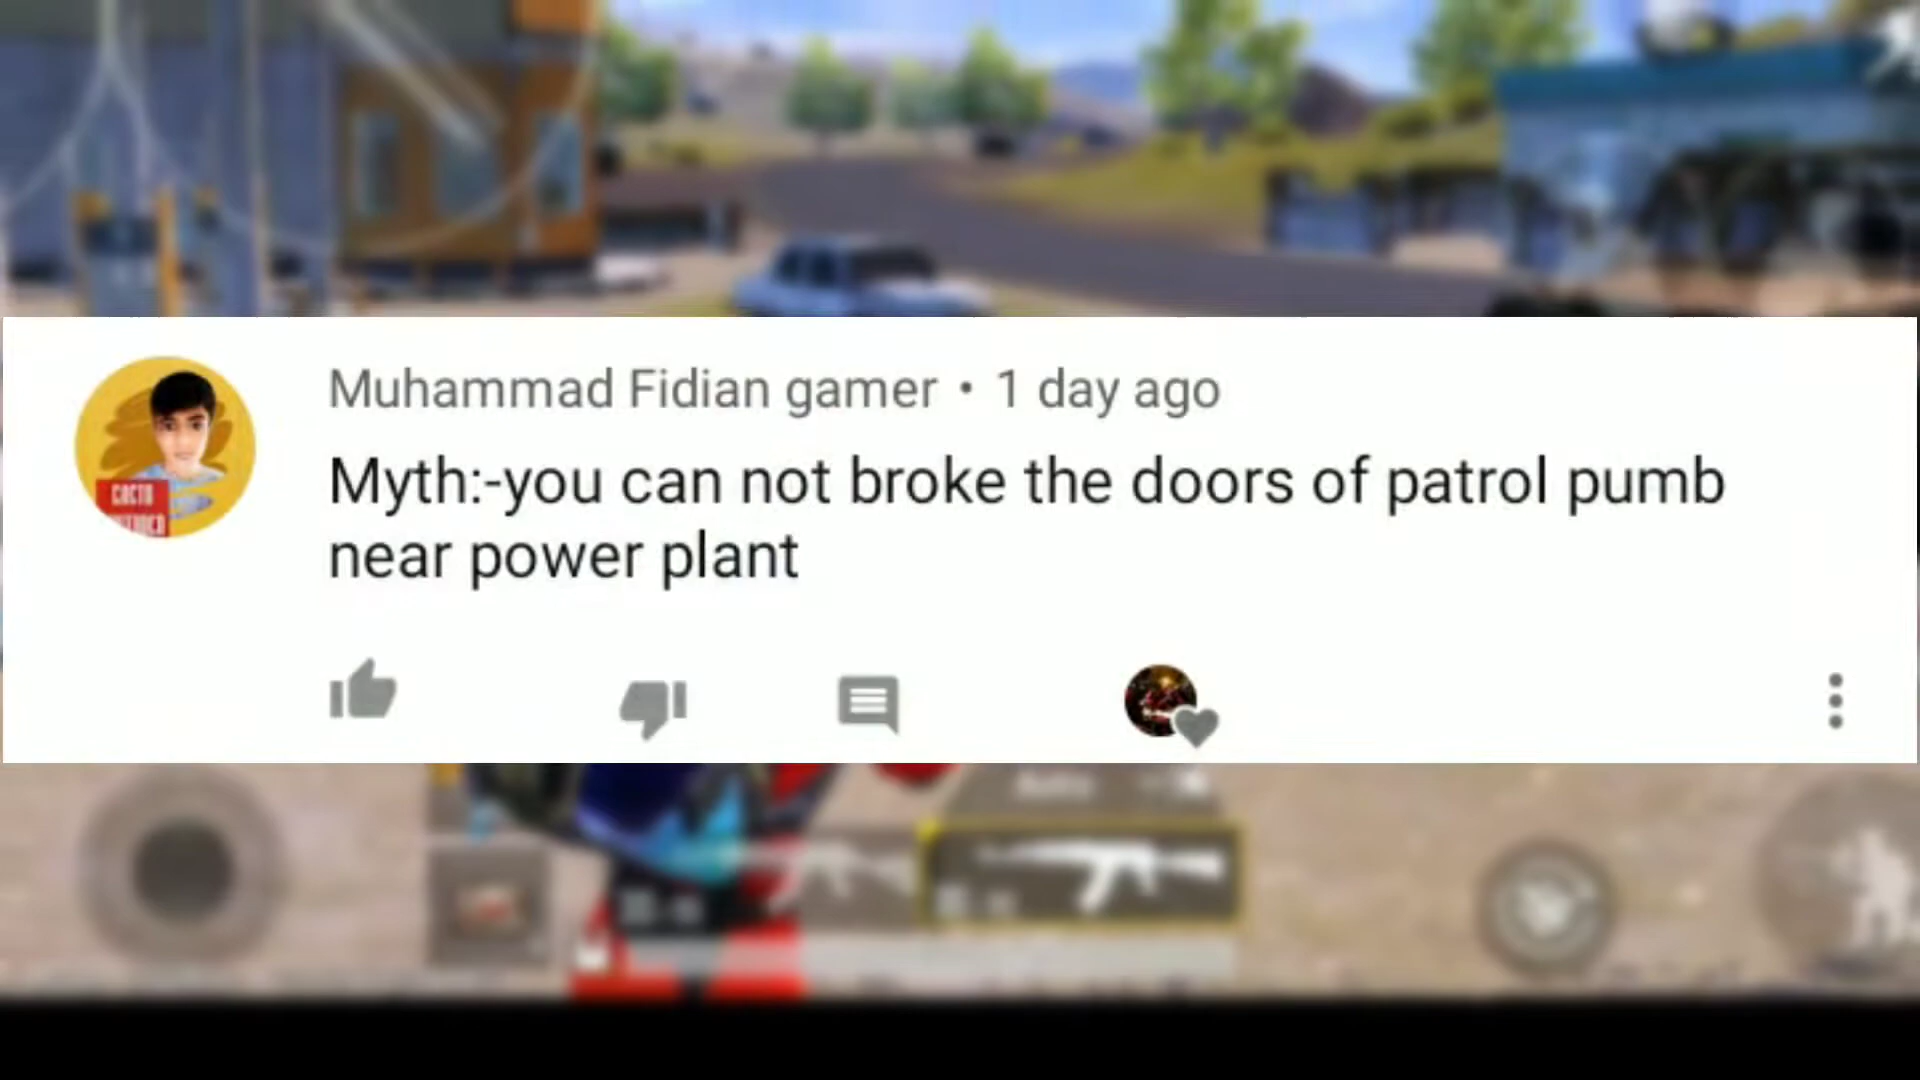 Muhammad Fidian gamer • 1 day ago
Myth:-you can not broke the doors of patrol pumb
near power plant